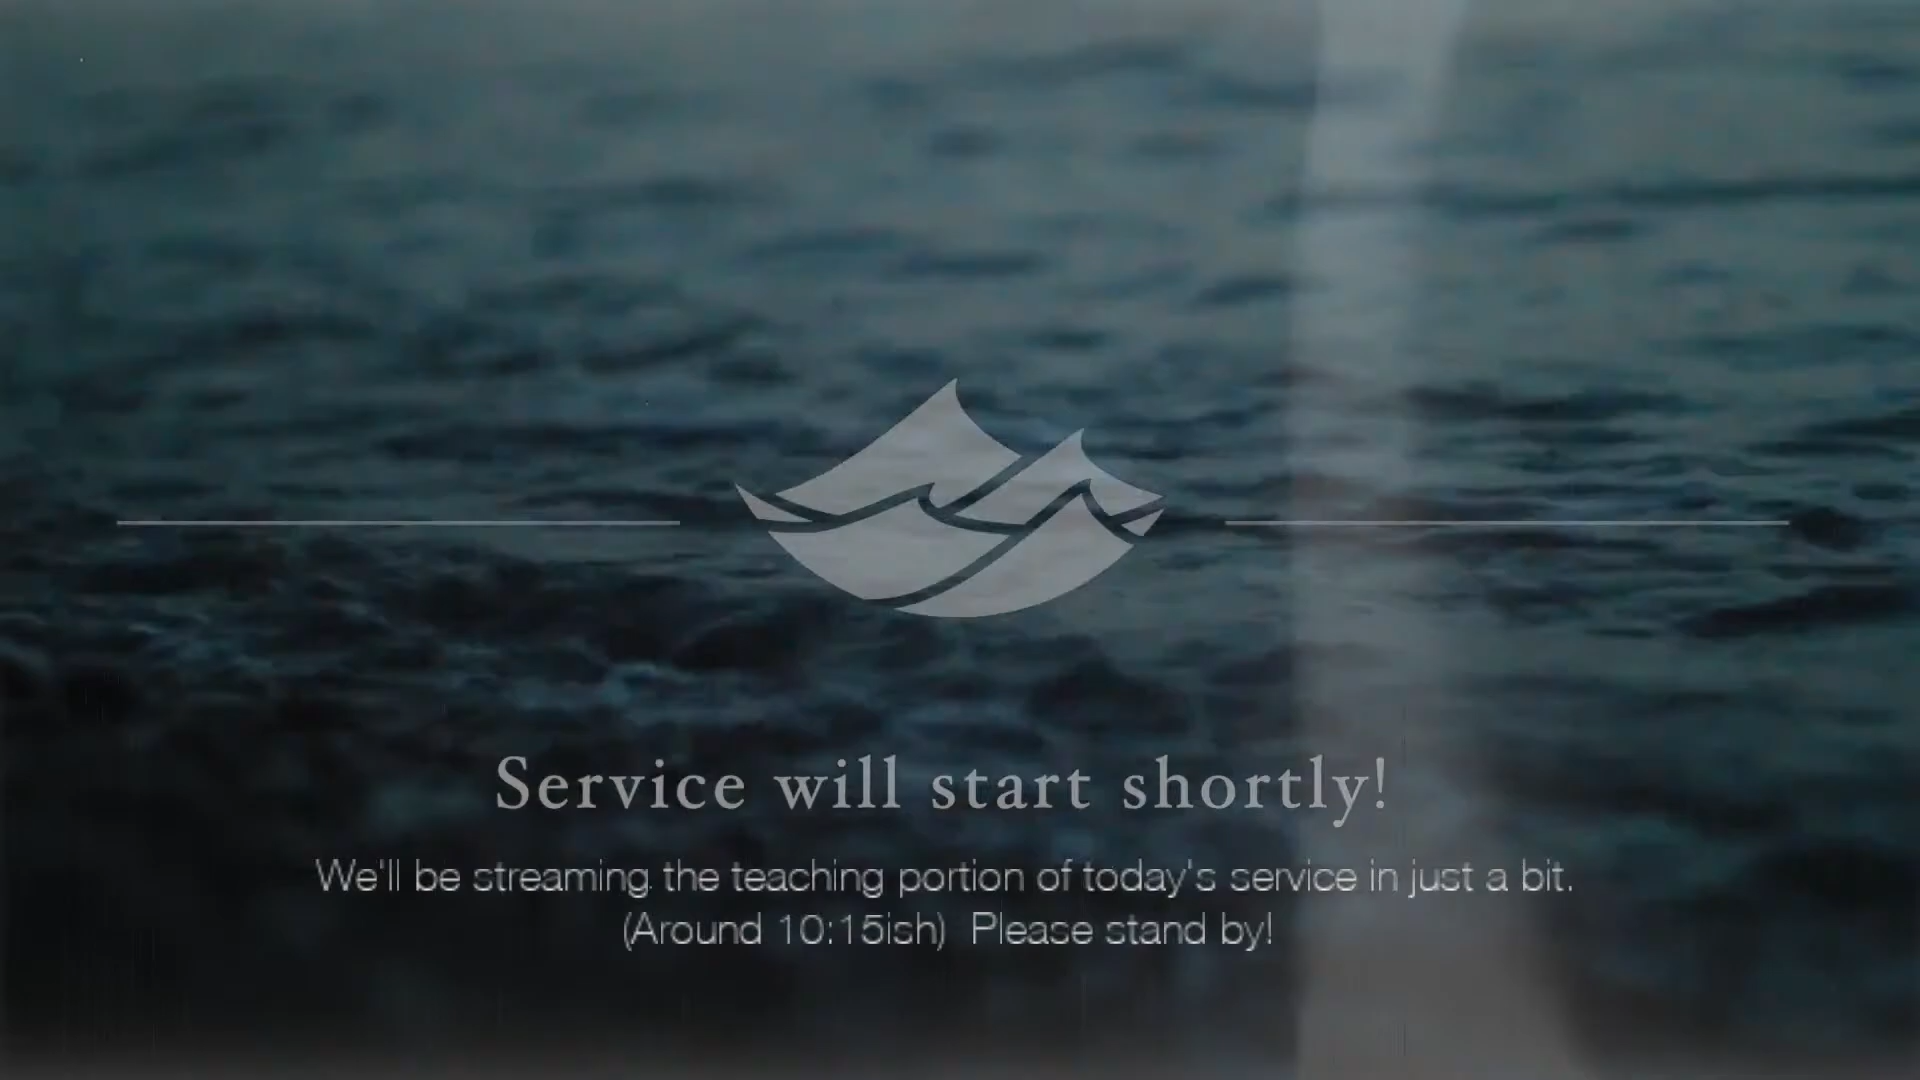 Service will start shortly!
We'll be streaming the teaching portion of today's service in just a bit.
(Around 10:15ish) Please stand by!